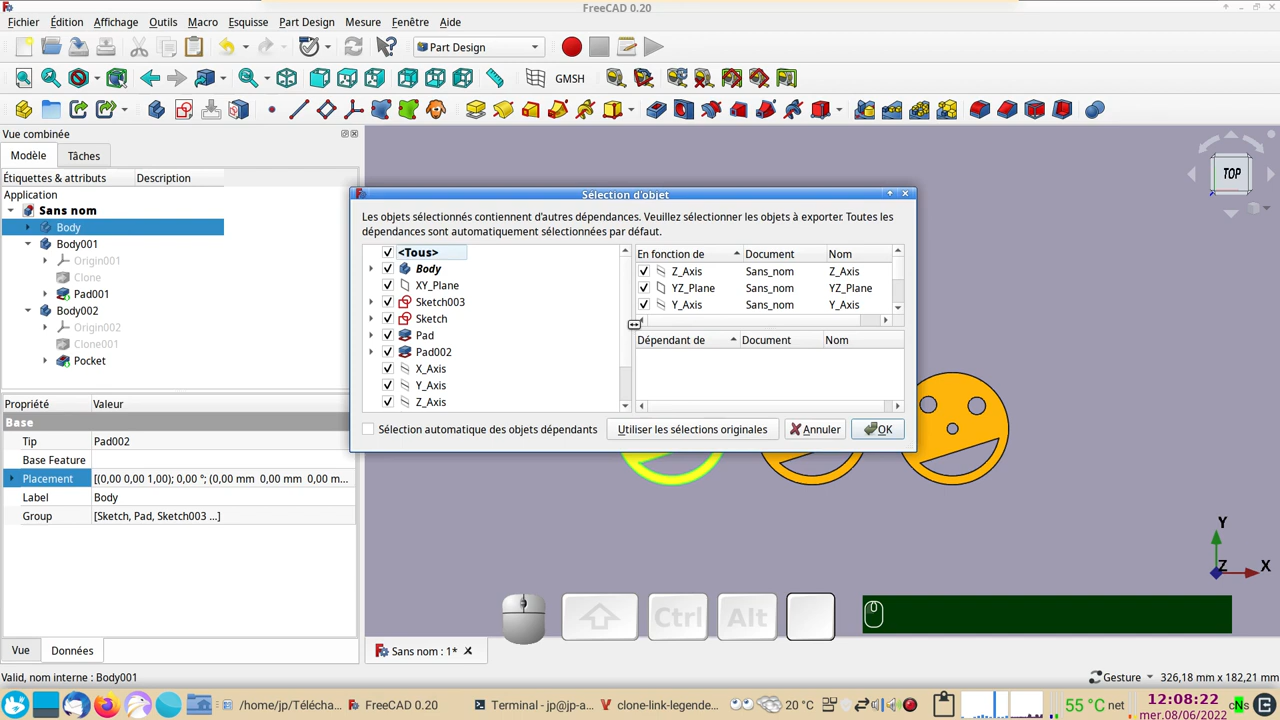 FreeCAD 0.20
Fichier Édition Affichage Outils Macro Esquisse Part Design Mesure Fenêtre Aide
Part Design
GMSH
Vue combinée
Modèle Tâches
Étiquettes & attributs Description
Application
Sans nom
Body
Body001
Origin001
Clone
Pad001
Body002
Origin002
Clone001
Pocket
Propriété Valeur
Base
Tip Pad002
Base Feature
Placement [(0,00 0,00 1,00); 0,00 °; (0,00 mm 0,00 mm 0,00 m...
Label Body
Group [Sketch, Pad, Sketch003 ...]
Vue Données
Sélection d'objet
Les objets sélectionnés contiennent d'autres dépendances. Veuillez sélectionner les objets à exporter. Toutes les
dépendances sont automatiquement sélectionnées par défaut.
<Tous>
Body
XY_Plane
Sketch003
Sketch
Pad
Pad002
X_Axis
Y_Axis
Z_Axis
En fonction de Document Nom
Z_Axis Sans_nom Z_Axis
YZ_Plane Sans_nom YZ_Plane
Y_Axis Sans_nom Y_Axis
Dépendant de Document Nom
Sélection automatique des objets dépendants Utiliser les sélections originales Annuler OK
TOP
Y
Z X
Ctrl Alt
Sans nom : 1*
Valid, nom interne : Body001 Gesture 326,18 mm x 182,21 mm
/home/jp/Télécha... FreeCAD 0.20 Terminal - jp@jp-a... clone-link-legende... 20 °C 55 °C net 12:08:22 cNs
mer.08/06/2022